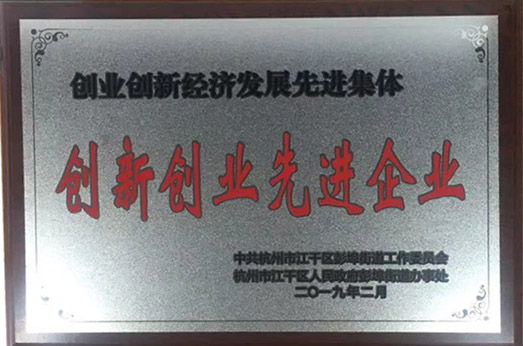 创业创新经济发展先进集体
创新创业先进企业
中共杭州市江干区彭埠街道工作委员会
杭州市江干区人民政府彭埠街道办事处
二〇一九年二月